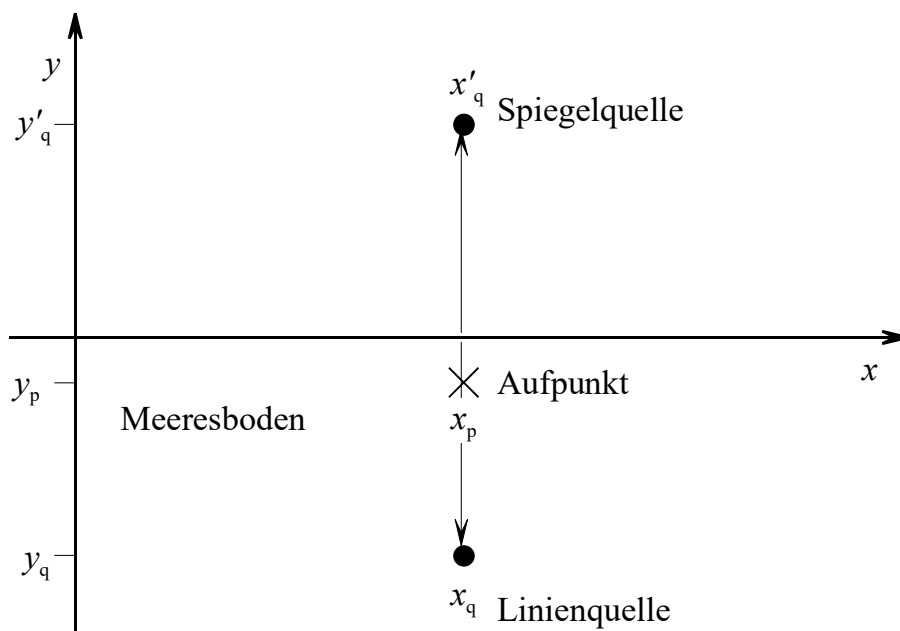 y
x′q
Spiegelquelle
y′q
x
yp
Aufpunkt
Meeresboden
xp
yq
xq
Linienquelle